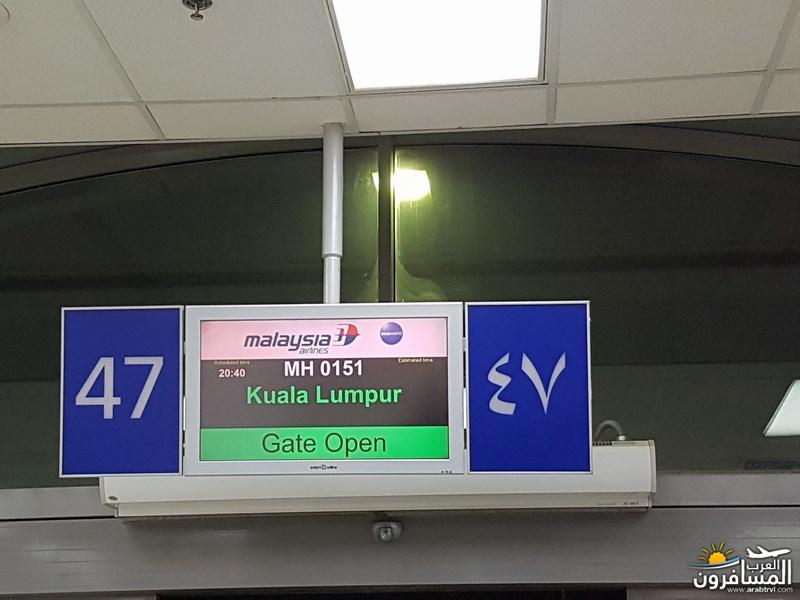 47
malaysia
airlines
oneworld
Scheduled time
Estimated time
20:40
MH 0151
Kuala Lumpur
Gate Open
٤٧
العرب
المسافرون
www.arabtrvl.com